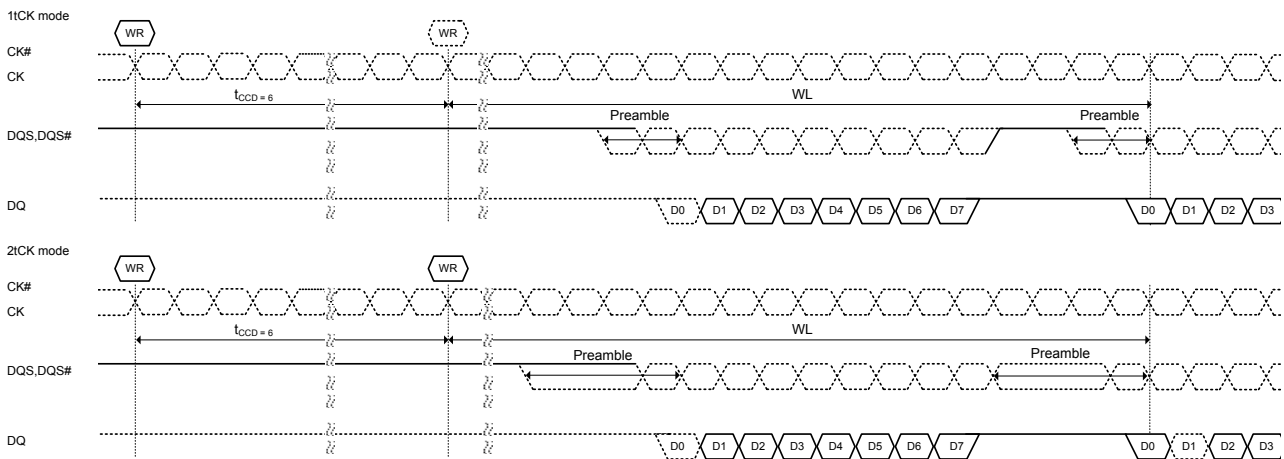 1tCK mode
WR WR
CK#
CK
tCCD = 6 WL
Preamble Preamble
DQS,DQS#
DQ D0 D1 D2 D3 D4 D5 D6 D7 D0 D1 D2 D3
2tCK mode
WR WR
CK#
CK
tCCD = 6 WL
Preamble Preamble
DQS,DQS#
DQ D0 D1 D2 D3 D4 D5 D6 D7 D0 D1 D2 D3